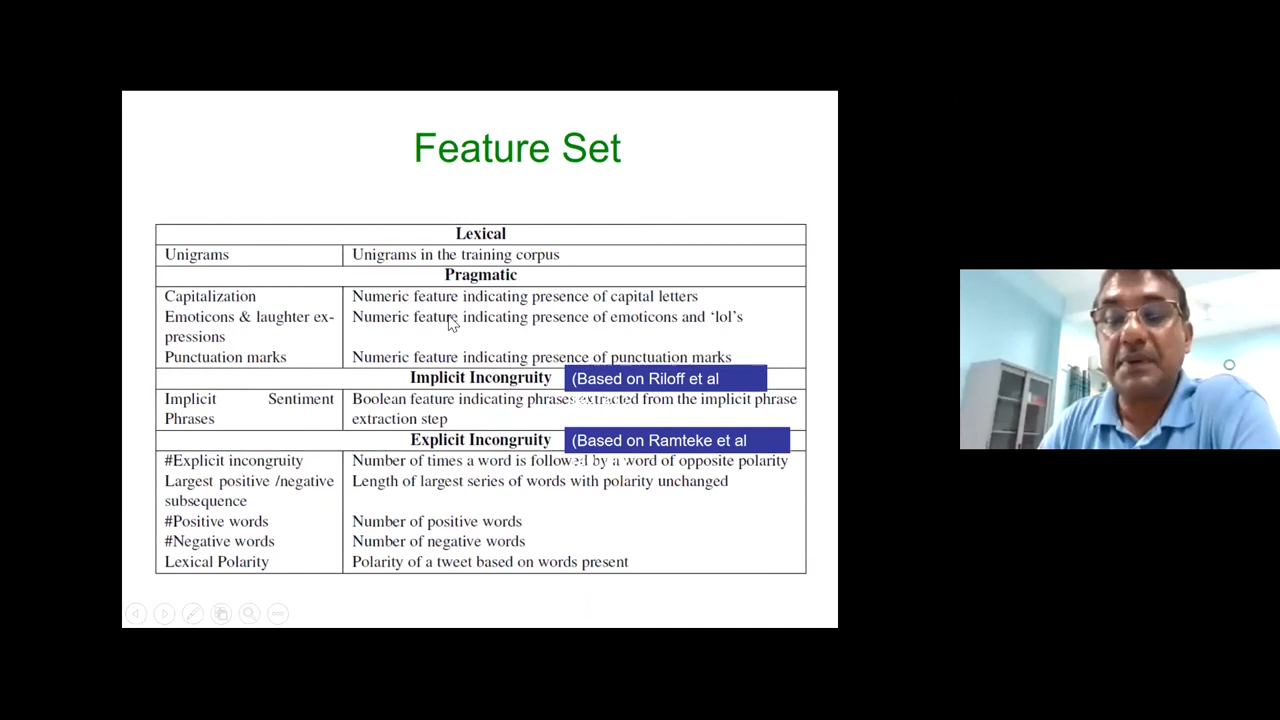 Feature Set
Lexical
Unigrams Unigrams in the training corpus
Pragmatic
Capitalization Numeric feature indicating presence of capital letters
Emoticons & laughter ex- Numeric feature indicating presence of emoticons and ‘lol’s
pressions
Punctuation marks Numeric feature indicating presence of punctuation marks
Implicit Incongruity (Based on Riloff et al
Implicit Sentiment Boolean feature indicating phrases extracted from the implicit phrase
Phrases extraction step
Explicit Incongruity (Based on Ramteke et al
#Explicit incongruity Number of times a word is followed by a word of opposite polarity
Largest positive /negative Length of largest series of words with polarity unchanged
subsequence
#Positive words Number of positive words
#Negative words Number of negative words
Lexical Polarity Polarity of a tweet based on words present